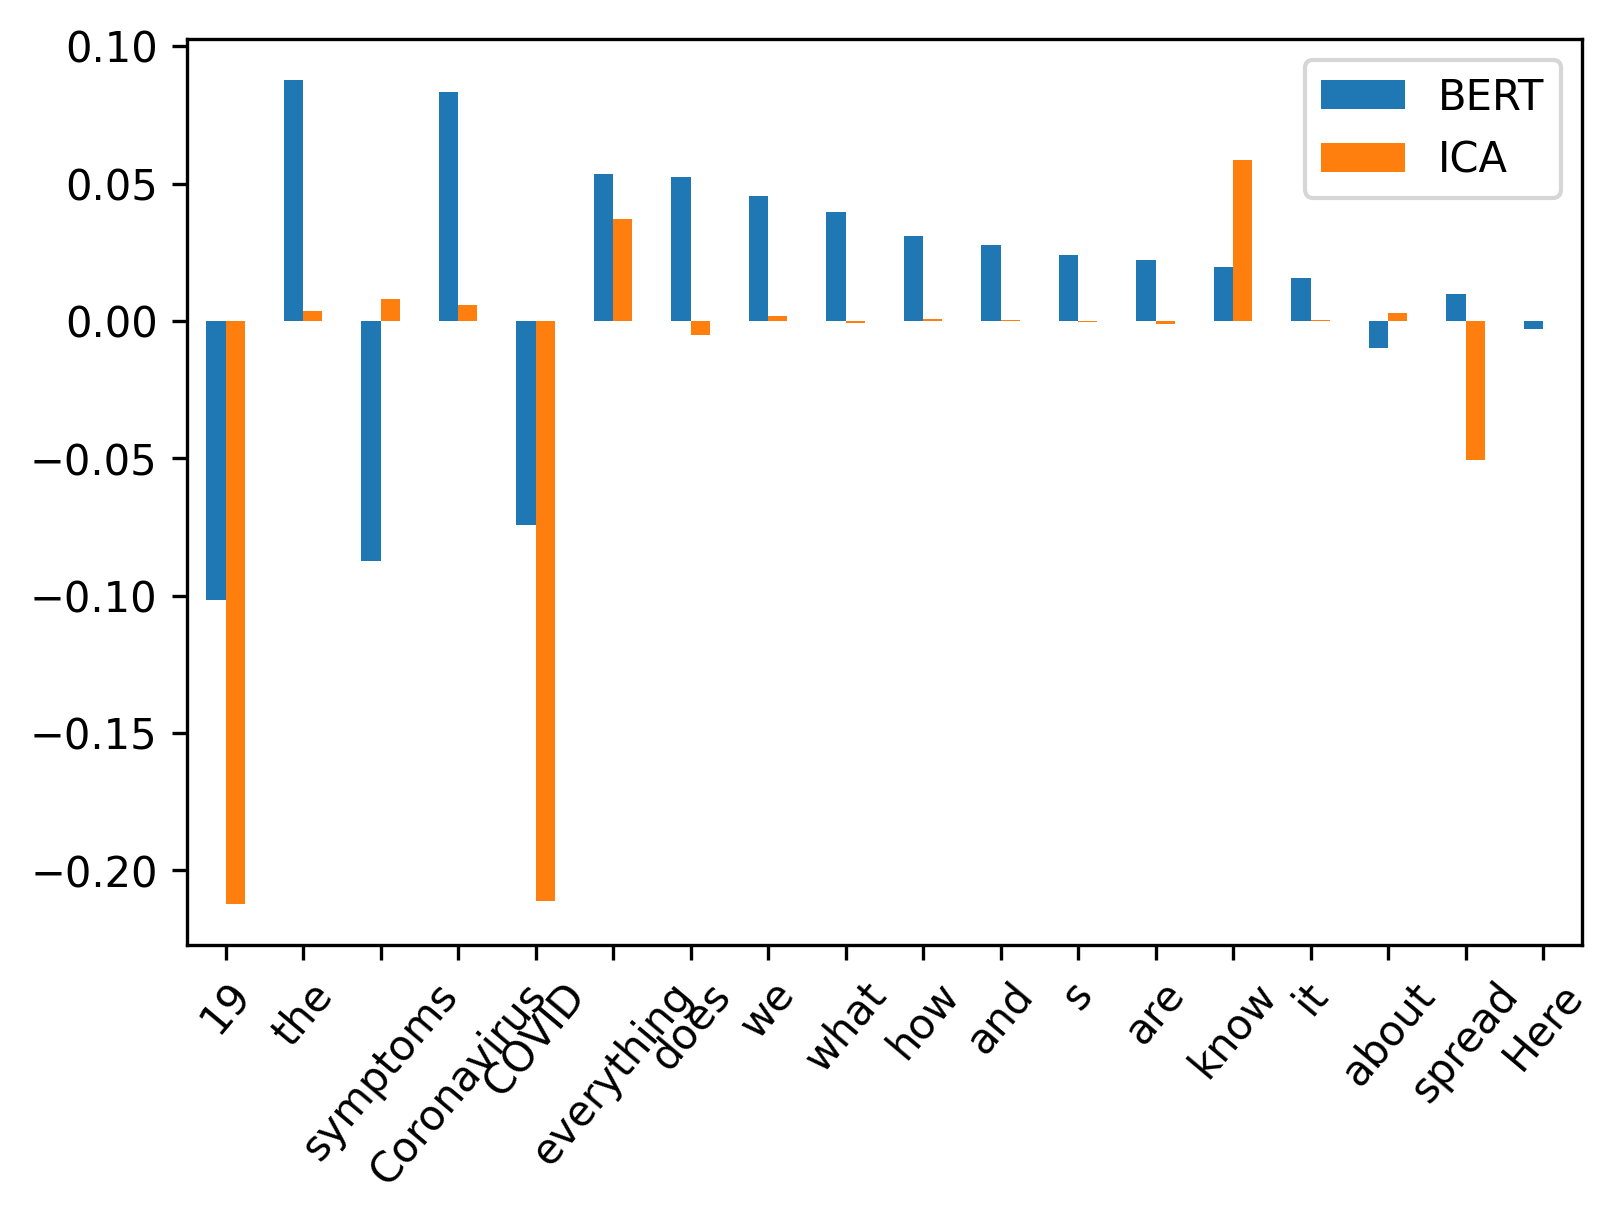 0.10
0.05
0.00
−0.05
−0.10
−0.15
−0.20
BERT
ICA
19
the
symptoms
Coronavirus
COVID
everything
does
we
what
how
and
s
are
know
it
about
spread
Here